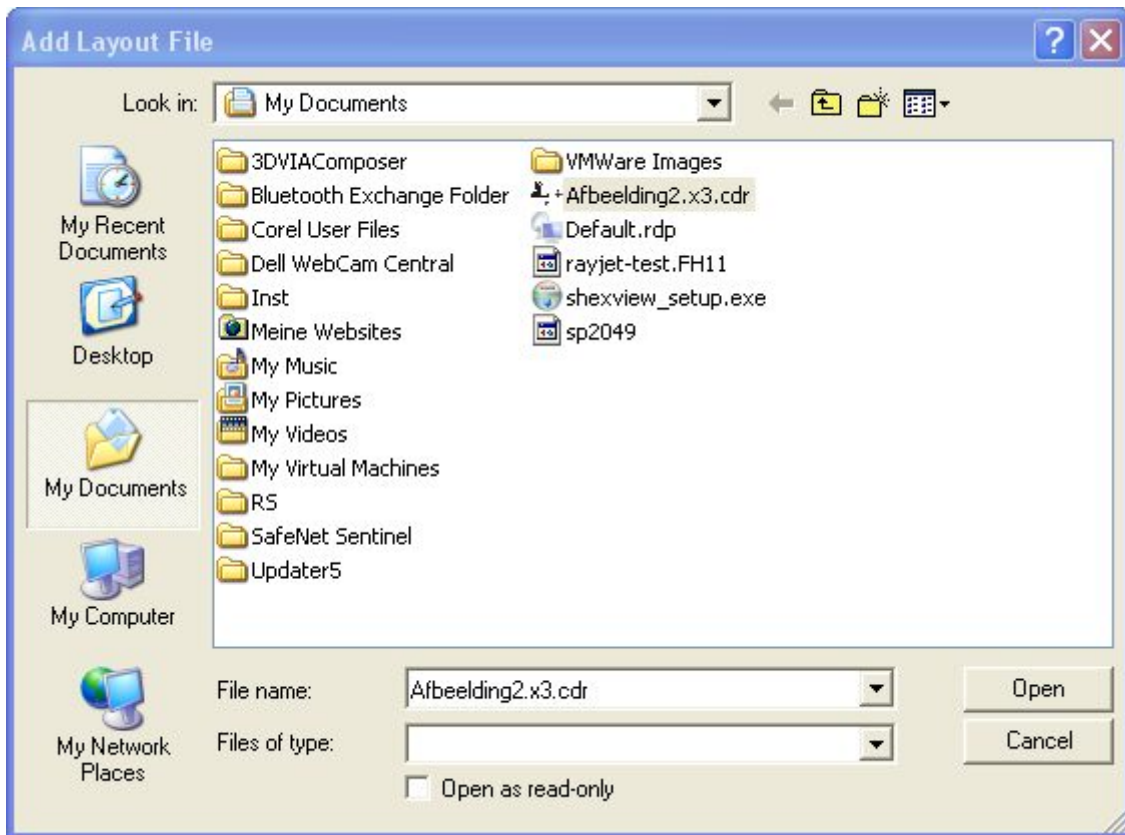 Add Layout File
Look in: My Documents
My Recent
Documents
Desktop
My Documents
My Computer
My Network
Places
3DVIAComposer
Bluetooth Exchange Folder
Corel User Files
Dell WebCam Central
Inst
Meine Websites
My Music
My Pictures
My Videos
My Virtual Machines
RS
SafeNet Sentinel
Updater5
VMWare Images
Afbeelding2.x3.cdr
Default.rdp
rayjet-test.FH11
shexview_setup.exe
sp2049
File name: Afbeelding2.x3.cdr Open
Files of type: Cancel
Open as read-only